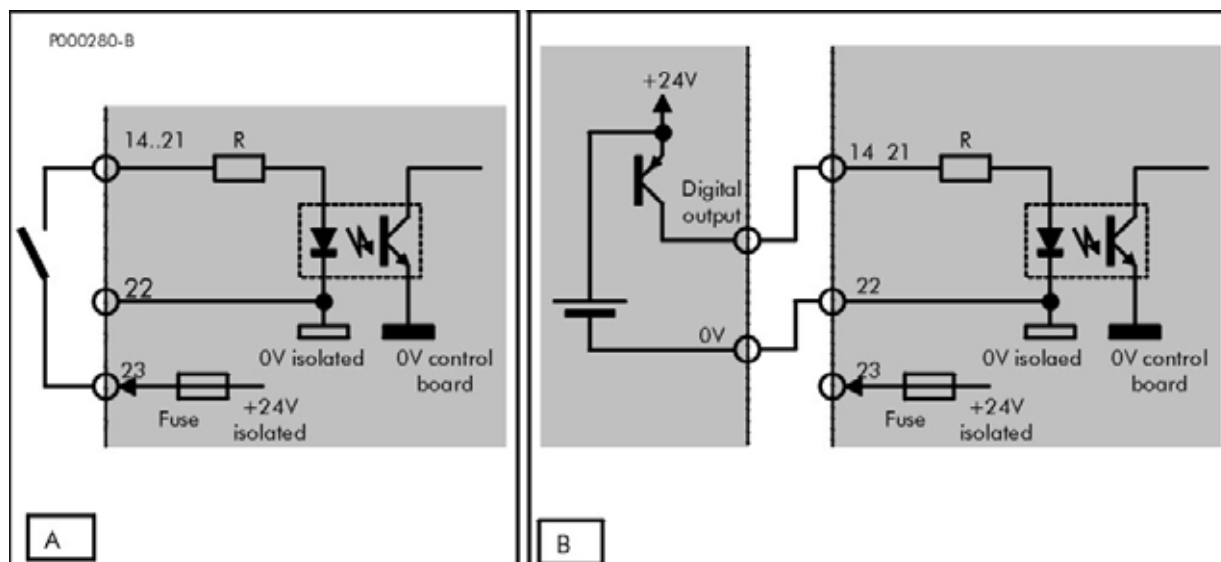 P000280-B
14..21
R
22
0V isolated
0V control
board
23
Fuse
+24V
isolated
A
+24V
Digital
output
0V
14 21
R
22
0V isolaed
0V control
board
23
Fuse
+24V
isolated
B